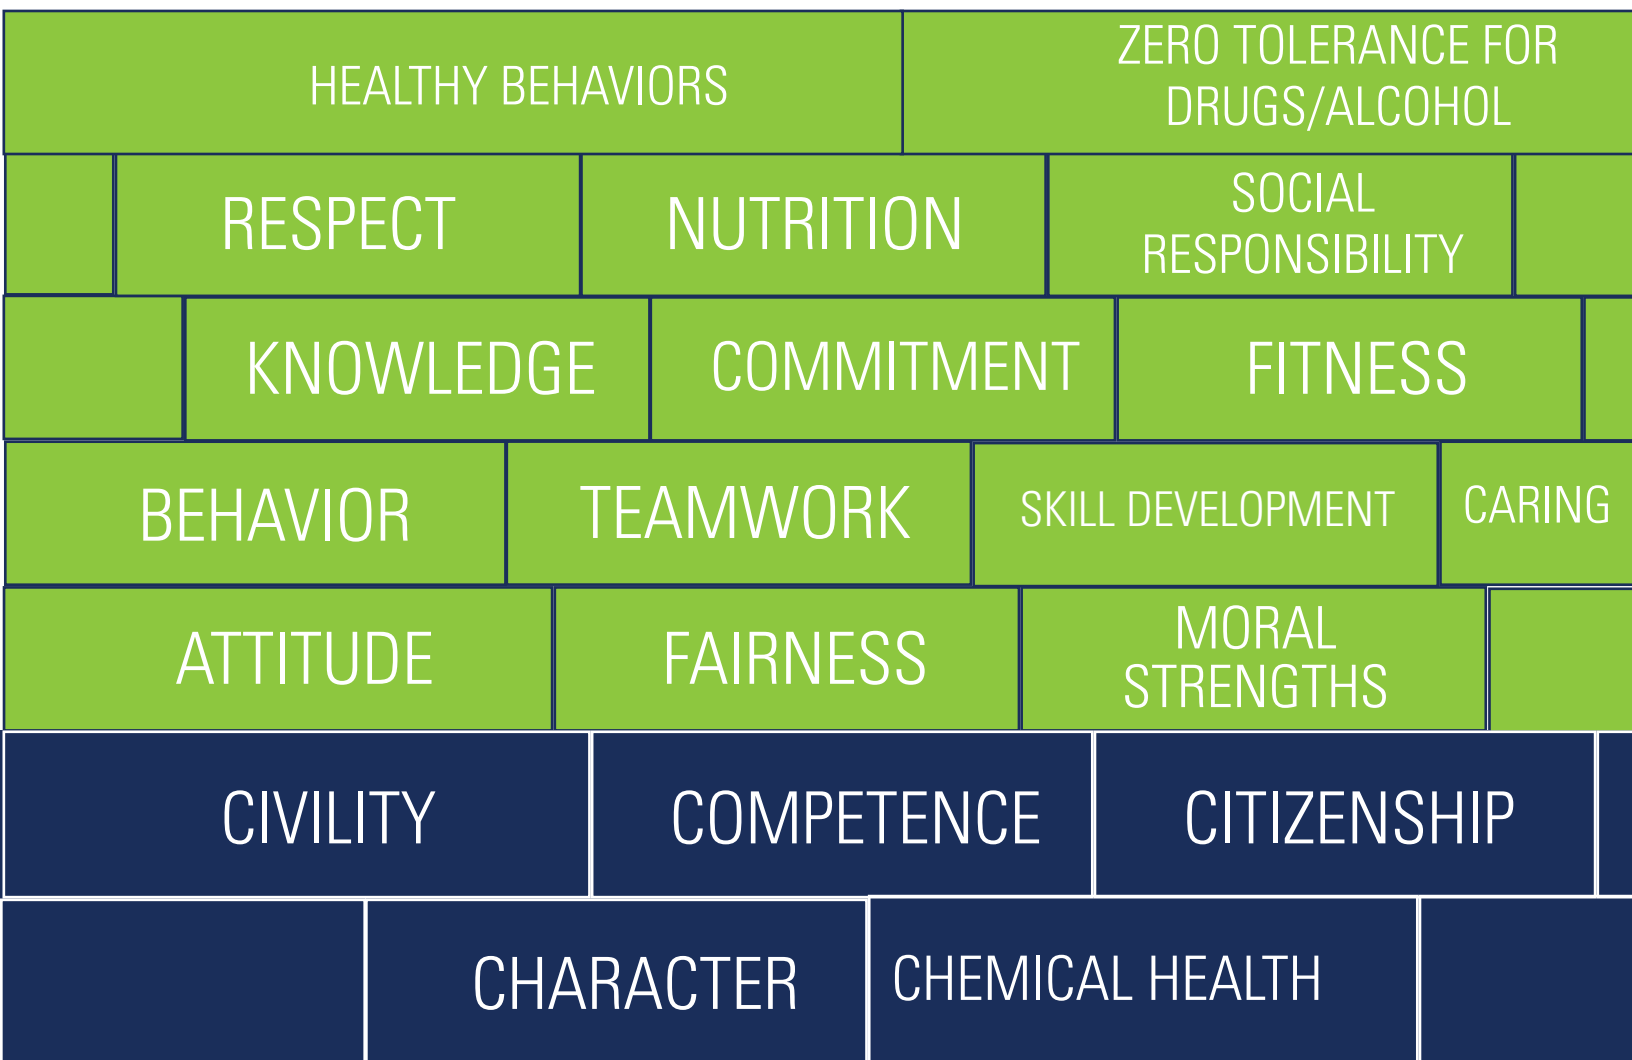 HEALTHY BEHAVIORS
ZERO TOLERANCE FOR
DRUGS/ALCOHOL
RESPECT
NUTRITION
SOCIAL
RESPONSIBILITY
KNOWLEDGE
COMMITMENT
FITNESS
BEHAVIOR
TEAMWORK
SKILL DEVELOPMENT
CARING
ATTITUDE
FAIRNESS
MORAL
STRENGTHS
CIVILITY
COMPETENCE
CITIZENSHIP
CHARACTER
CHEMICAL HEALTH